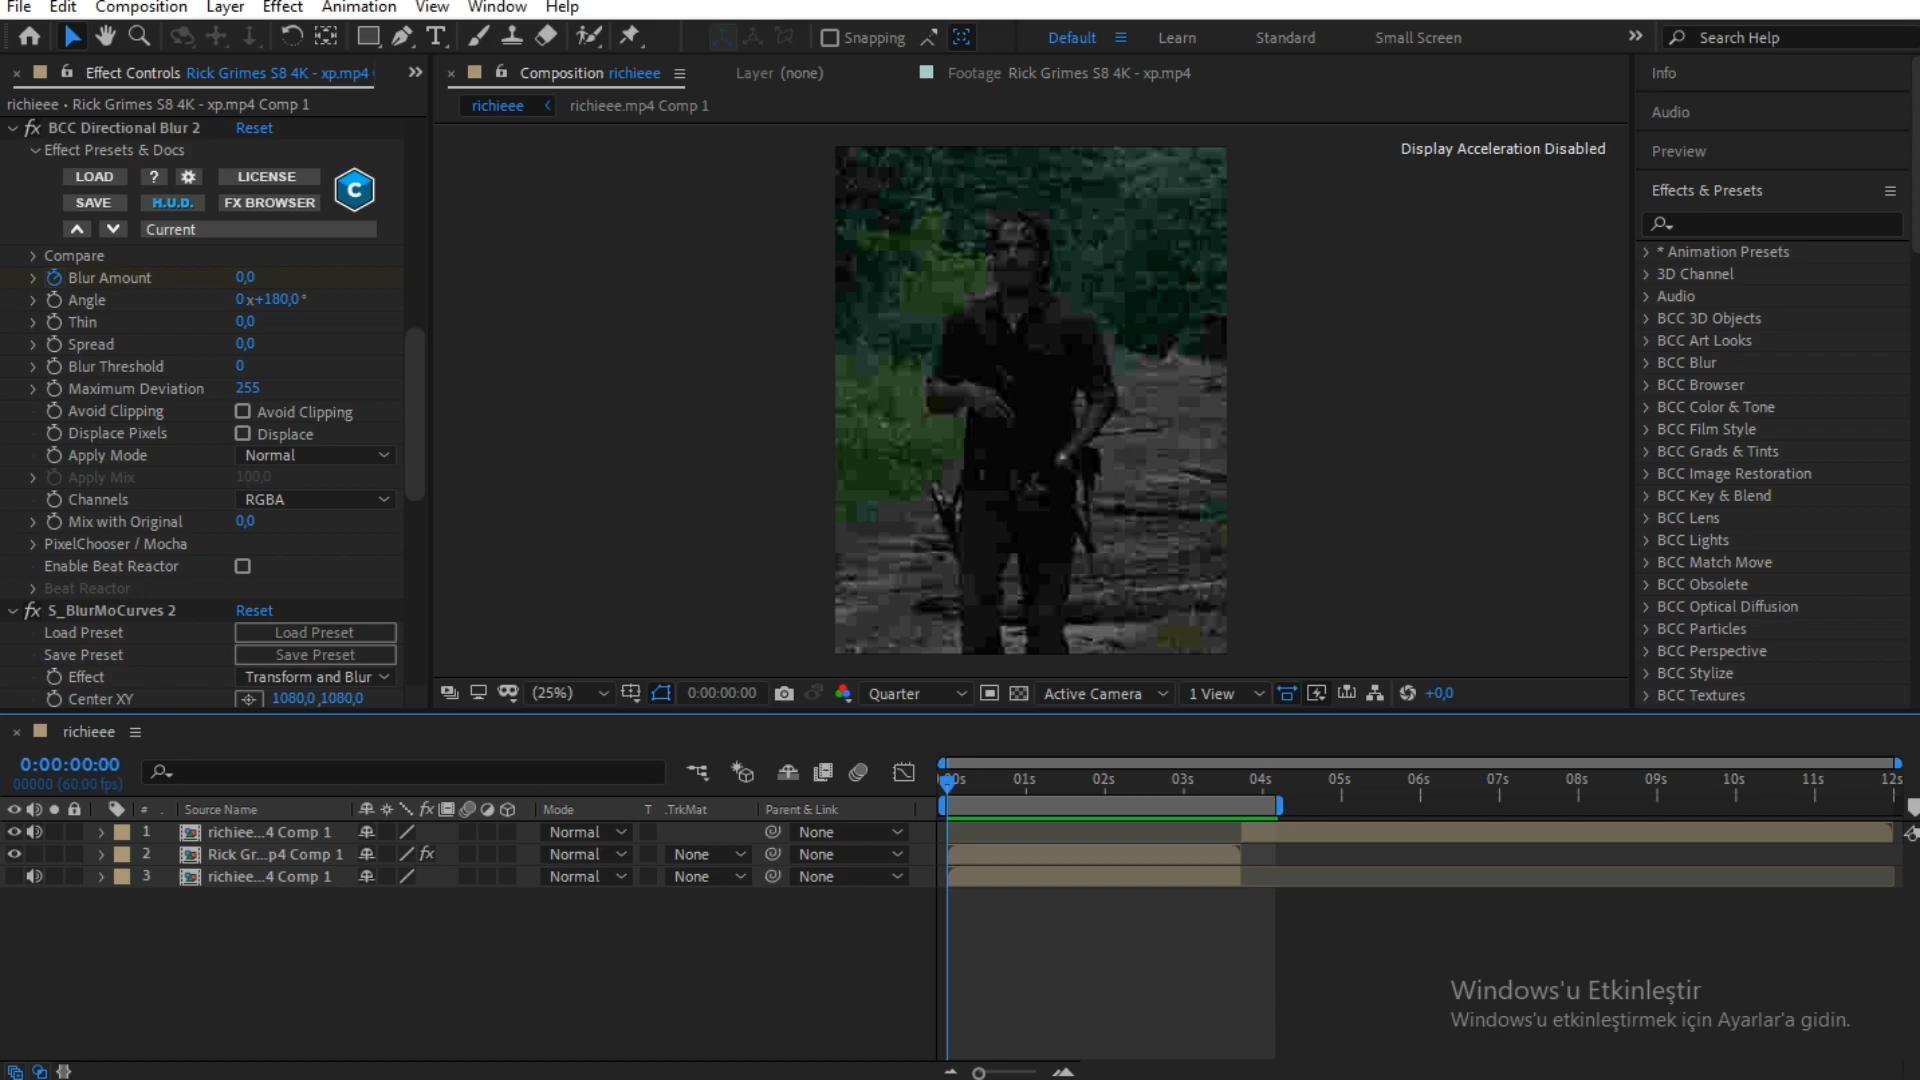 File Edit Composition Layer Effect Animation View Window Help
Snapping Default Learn Standard Small Screen Search Help
Effect Controls Rick Grimes S8 4K - xp.mp4 Composition richieee Layer (none) Footage Rick Grimes S8 4K - xp.mp4 Info
richieee • Rick Grimes S8 4K - xp.mp4 Comp 1
richieee richieee.mp4 Comp 1
Audio
Preview
Effects & Presets
Display Acceleration Disabled
fx BCC Directional Blur 2 Reset
Effect Presets & Docs
LOAD ? LICENSE
SAVE H.U.D. FX BROWSER
C
Current
Compare
Blur Amount 0,0
Angle 0x+180,0°
Thin 0,0
Spread 0,0
Blur Threshold 0
Maximum Deviation 255
Avoid Clipping Avoid Clipping
Displace Pixels Displace
Apply Mode Normal
Apply Mix 100,0
Channels RGBA
Mix with Original 0,0
PixelChooser / Mocha
Enable Beat Reactor
Beat Reactor
fx S_BlurMoCurves 2 Reset
Load Preset Load Preset
Save Preset Save Preset
Effect Transform and Blur
Center XY 1080,0,1080,0
* Animation Presets
3D Channel
Audio
BCC 3D Objects
BCC Art Looks
BCC Blur
BCC Browser
BCC Color & Tone
BCC Film Style
BCC Grads & Tints
BCC Image Restoration
BCC Key & Blend
BCC Lens
BCC Lights
BCC Match Move
BCC Obsolete
BCC Optical Diffusion
BCC Particles
BCC Perspective
BCC Stylize
BCC Textures
(25%) 0:00:00:00 Quarter Active Camera 1 View +0,0
richieee
0:00:00:00
00000 (60.00 fps)
00s 01s 02s 03s 04s 05s 06s 07s 08s 09s 10s 11s 12s
# Source Name fx Mode T .TrkMat Parent & Link
1 richiee...4 Comp 1 Normal None
2 Rick Gr...p4 Comp 1 fx Normal None None
3 richiee...4 Comp 1 Normal None None
Windows'u Etkinleştir
Windows'u etkinleştirmek için Ayarlar'a gidin.